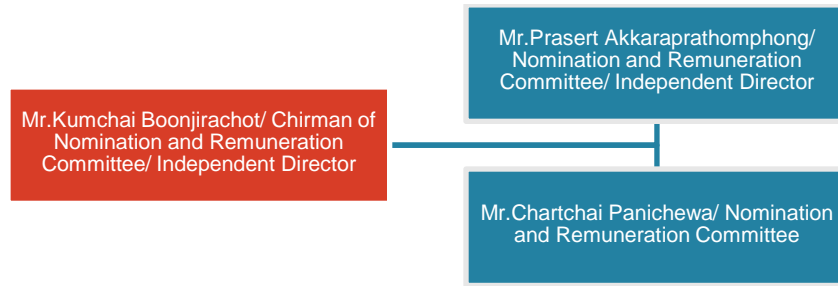 Mr.Kumchai Boonjirachot/ Chirman of
Nomination and Remuneration
Committee/ Independent Director
Mr.Prasert Akkaraprathomphong/
Nomination and Remuneration
Committee/ Independent Director
Mr.Chartchai Panichewa/ Nomination
and Remuneration Committee